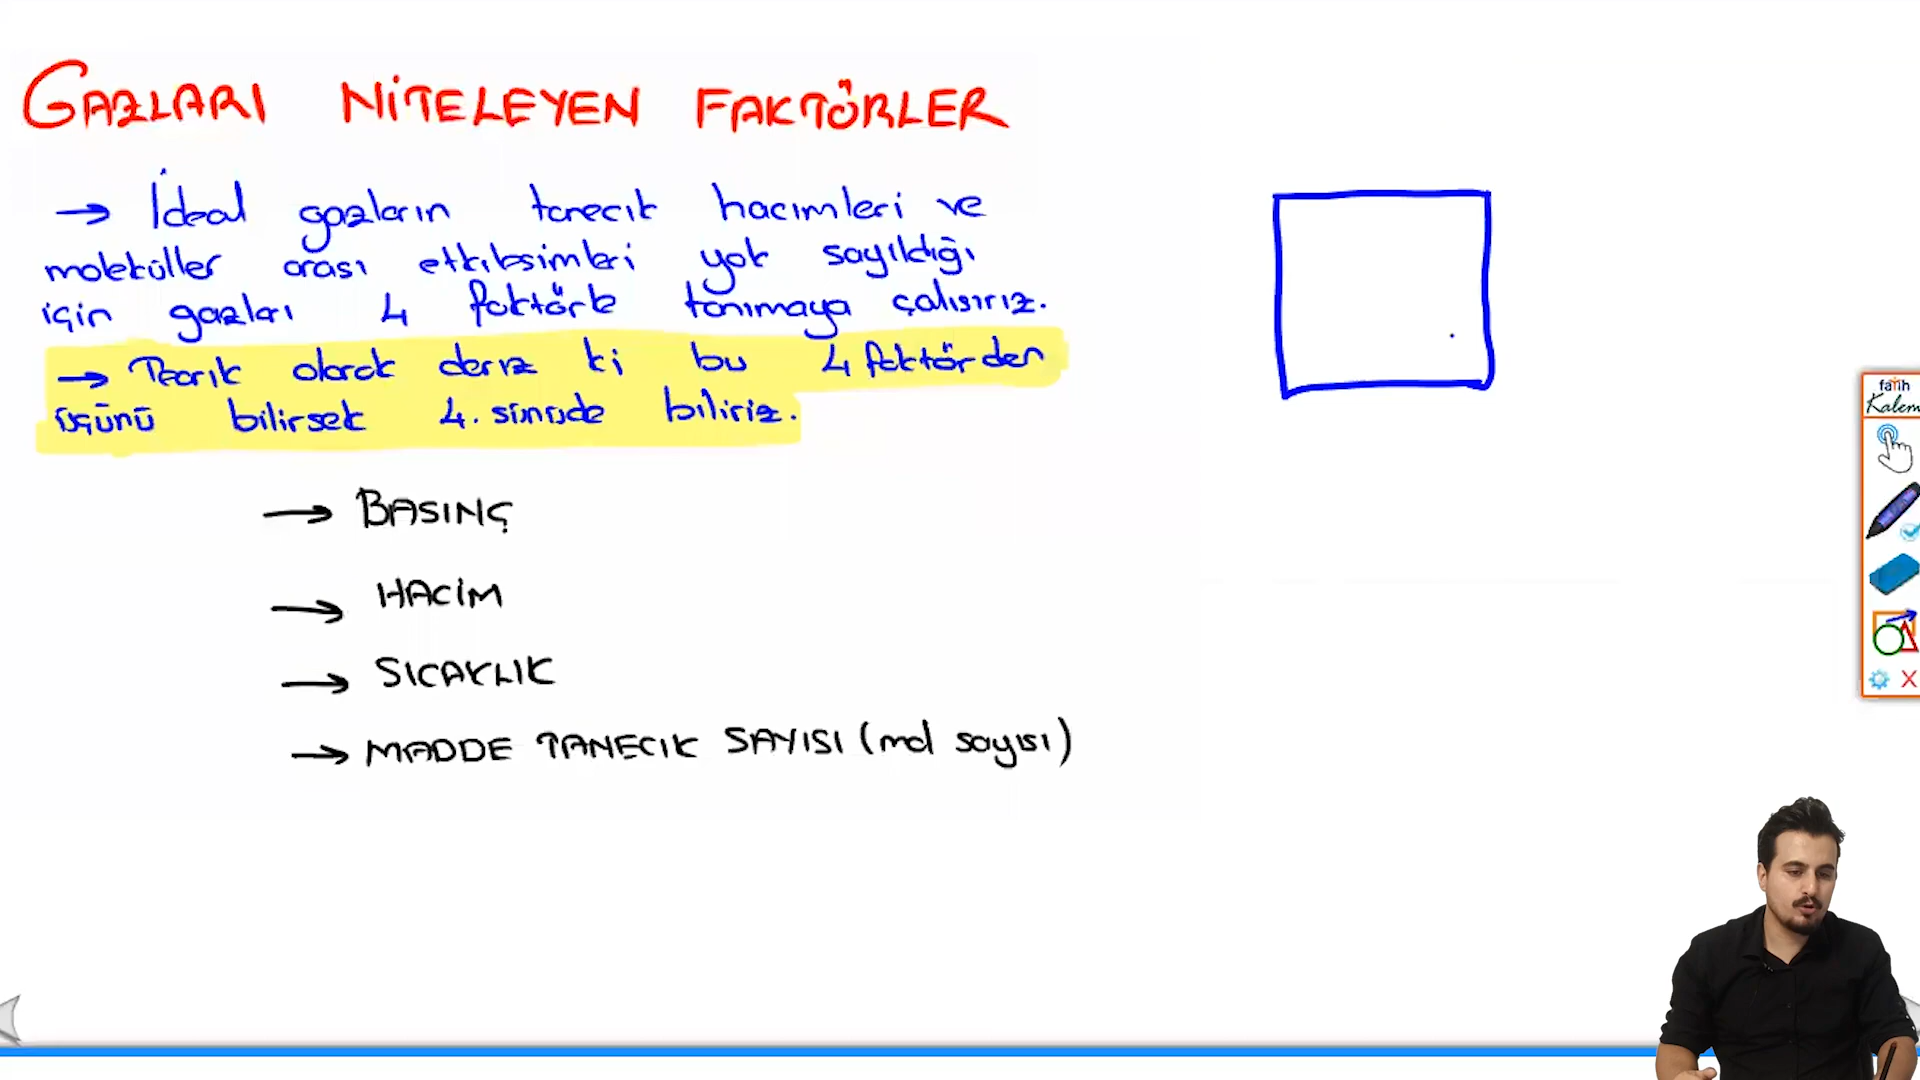 GAZLARI NİTELEYEN FAKTÖRLER
→ İdeal gazların tanecik hacimleri ve
moleküller arası etkileşimleri yok sayıldığı
için gazları 4 faktörle tanımaya çalışırız.
→ Teorik olarak deriz ki bu 4 faktörden
üçünü bilirsek 4. sünüde biliriz.
→ BASINÇ
→ HACİM
→ SICAKLIK
→ MADDE TANECIK SAYISI (mol sayısı)
fatih
Kalem